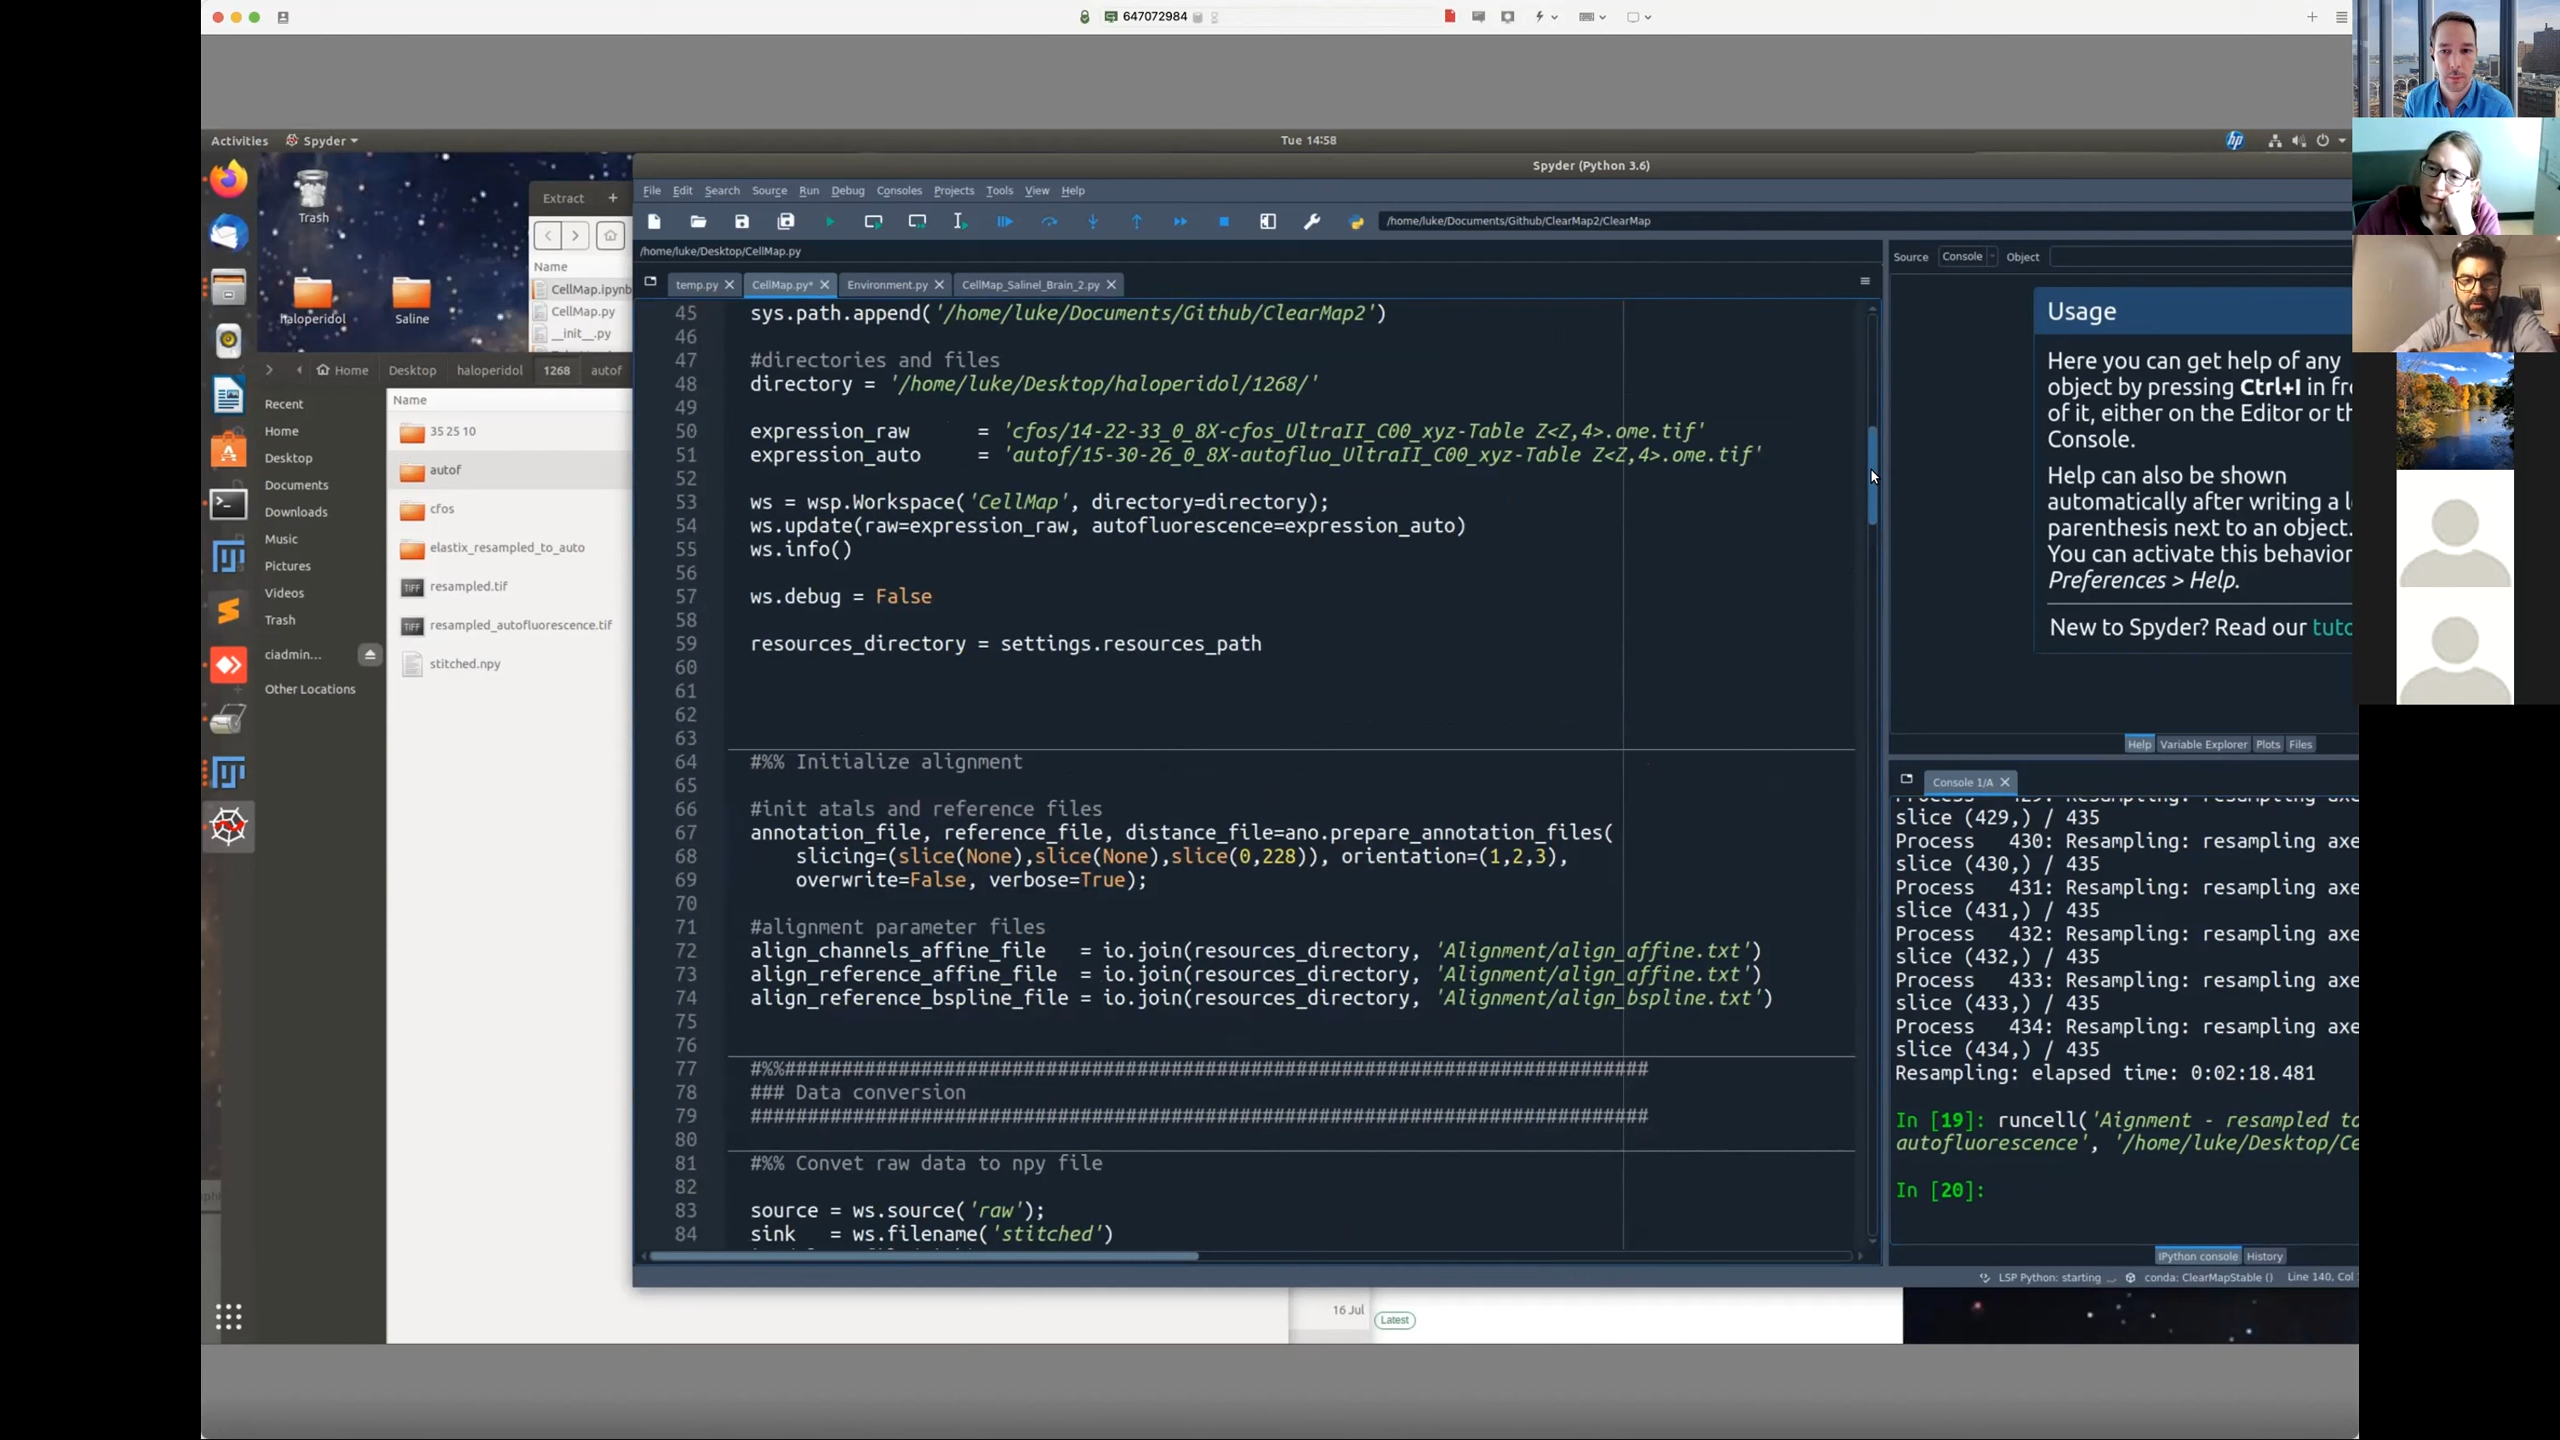 647072984
Activities
Spyder
Tue 14:58
Trash
haloperidol
Saline
Extract
Name
CellMap.ipynb
CellMap.py
__init__.py
Home
Desktop
haloperidol
1268
autof
Recent
Home
Desktop
Documents
Downloads
Music
Pictures
Videos
Trash
ciadmin...
Other Locations
Name
35 25 10
autof
cfos
elastix_resampled_to_auto
resampled.tif
resampled_autofluorescence.tif
stitched.npy
Spyder (Python 3.6)
File Edit Search Source Run Debug Consoles Projects Tools View Help
/home/luke/Documents/Github/ClearMap2/ClearMap
/home/luke/Desktop/CellMap.py
temp.py
CellMap.py*
Environment.py
CellMap_Salinel_Brain_2.py
45 sys.path.append('/home/luke/Documents/Github/ClearMap2')
46
47 #directories and files
48 directory = '/home/luke/Desktop/haloperidol/1268/'
49
50 expression_raw      = 'cfos/14-22-33_0_8X-cfos_UltraII_C00_xyz-Table Z<Z,4>.ome.tif'
51 expression_auto     = 'autof/15-30-26_0_8X-autofluo_UltraII_C00_xyz-Table Z<Z,4>.ome.tif'
52
53 ws = wsp.Workspace('CellMap', directory=directory);
54 ws.update(raw=expression_raw, autofluorescence=expression_auto)
55 ws.info()
56
57 ws.debug = False
58
59 resources_directory = settings.resources_path
60
61
62
63
64 #%% Initialize alignment
65
66 #init atals and reference files
67 annotation_file, reference_file, distance_file=ano.prepare_annotation_files(
68     slicing=(slice(None),slice(None),slice(0,228)), orientation=(1,2,3),
69     overwrite=False, verbose=True);
70
71 #alignment parameter files
72 align_channels_affine_file   = io.join(resources_directory, 'Alignment/align_affine.txt')
73 align_reference_affine_file  = io.join(resources_directory, 'Alignment/align_affine.txt')
74 align_reference_bspline_file = io.join(resources_directory, 'Alignment/align_bspline.txt')
75
76
77 #%%############################################################################
78 ### Data conversion
79 ###############################################################################
80
81 #%% Convet raw data to npy file
82
83 source = ws.source('raw');
84 sink   = ws.filename('stitched')
Source Console Object
Usage
Here you can get help of any
object by pressing Ctrl+I in fr
of it, either on the Editor or th
Console.
Help can also be shown
automatically after writing a l
parenthesis next to an object.
You can activate this behavior
Preferences > Help.
New to Spyder? Read our tuto
Help Variable Explorer Plots Files
Console 1/A
slice (429,) / 435
Process   430: Resampling: resampling axe
slice (430,) / 435
Process   431: Resampling: resampling axe
slice (431,) / 435
Process   432: Resampling: resampling axe
slice (432,) / 435
Process   433: Resampling: resampling axe
slice (433,) / 435
Process   434: Resampling: resampling axe
slice (434,) / 435
Resampling: elapsed time: 0:02:18.481
In [19]: runcell('Aignment - resampled to
autofluorescence', '/home/luke/Desktop/Ce
In [20]:
IPython console History
LSP Python: starting
conda: ClearMapStable ()
Line 140, Col
16 Jul
Latest